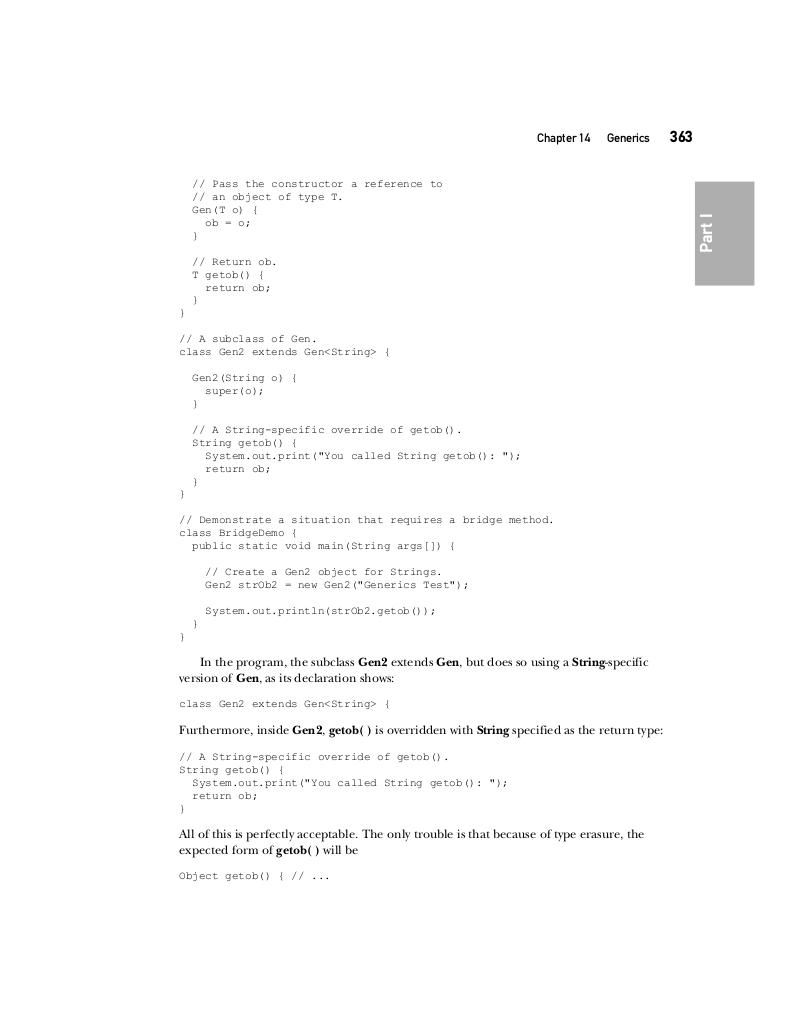 Chapter 14 Generics 363
Part I
// Pass the constructor a reference to
// an object of type T.
Gen(T o) {
ob = o;
}
// Return ob.
T getob() {
return ob;
}
}
// A subclass of Gen.
class Gen2 extends Gen<String> {
Gen2(String o) {
super(o);
}
// A String-specific override of getob().
String getob() {
System.out.print("You called String getob(): ");
return ob;
}
}
// Demonstrate a situation that requires a bridge method.
class BridgeDemo {
public static void main(String args[]) {
// Create a Gen2 object for Strings.
Gen2 strOb2 = new Gen2("Generics Test");
System.out.println(strOb2.getob());
}
}
In the program, the subclass Gen2 extends Gen, but does so using a String-specific
version of Gen, as its declaration shows:
class Gen2 extends Gen<String> {
Furthermore, inside Gen2, getob( ) is overridden with String specified as the return type:
// A String-specific override of getob().
String getob() {
System.out.print("You called String getob(): ");
return ob;
}
All of this is perfectly acceptable. The only trouble is that because of type erasure, the
expected form of getob( ) will be
Object getob() { // ...